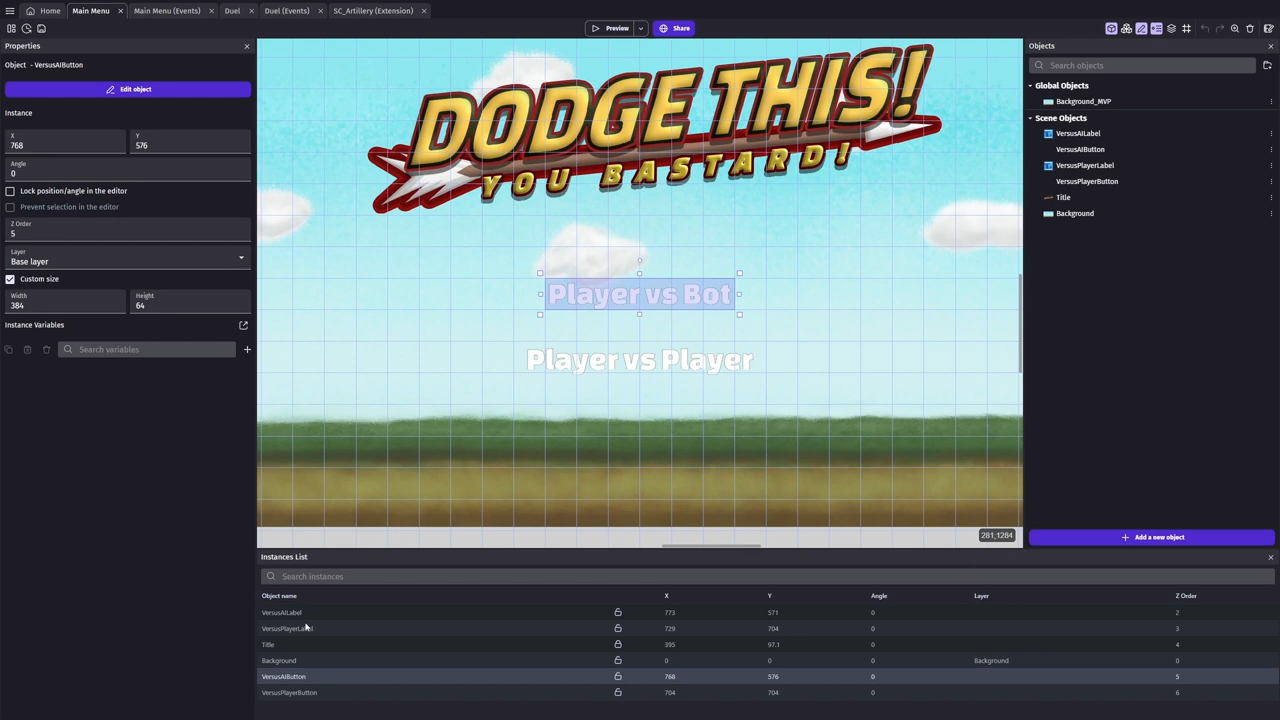 Home
Main Menu
Main Menu (Events)
Duel
Duel (Events)
SC_Artillery (Extension)
Preview
Share
Properties
Object - VersusAIButton
Edit object
Instance
X
768
Y
576
Angle
0
Lock position/angle in the editor
Prevent selection in the editor
Z Order
5
Layer
Base layer
Custom size
Width
384
Height
64
Instance Variables
Search variables
DODGE THIS!
YOU BASTARD!
Player vs Bot
Player vs Player
281,1284
Objects
Search objects
Global Objects
Background_MVP
Scene Objects
VersusAILabel
VersusAIButton
VersusPlayerLabel
VersusPlayerButton
Title
Background
Add a new object
Instances List
Search instances
Object name X Y Angle Layer Z Order
VersusAILabel 773 571 0 2
VersusPlayerLabel 729 704 0 3
Title 395 97.1 0 4
Background 0 0 0 Background 0
VersusAIButton 768 576 0 5
VersusPlayerButton 704 704 0 6